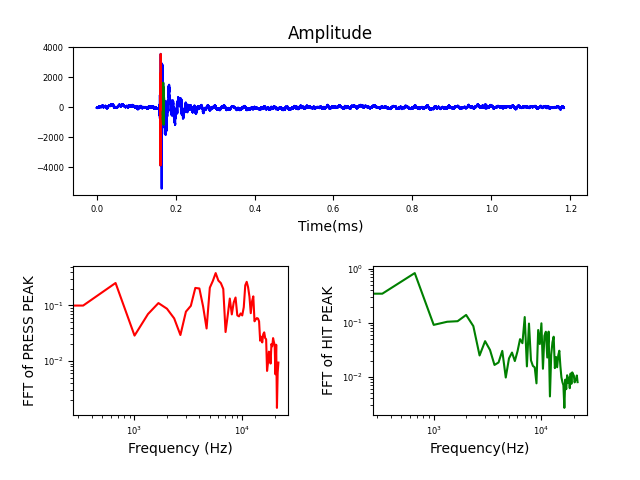 Amplitude
4000
2000
0
−2000
−4000
0.0 0.2 0.4 0.6 0.8 1.0 1.2
Time(ms)
FFT of PRESS PEAK
10⁻¹
10⁻²
10³ 10⁴
Frequency (Hz)
FFT of HIT PEAK
10⁰
10⁻¹
10⁻²
10³ 10⁴
Frequency(Hz)